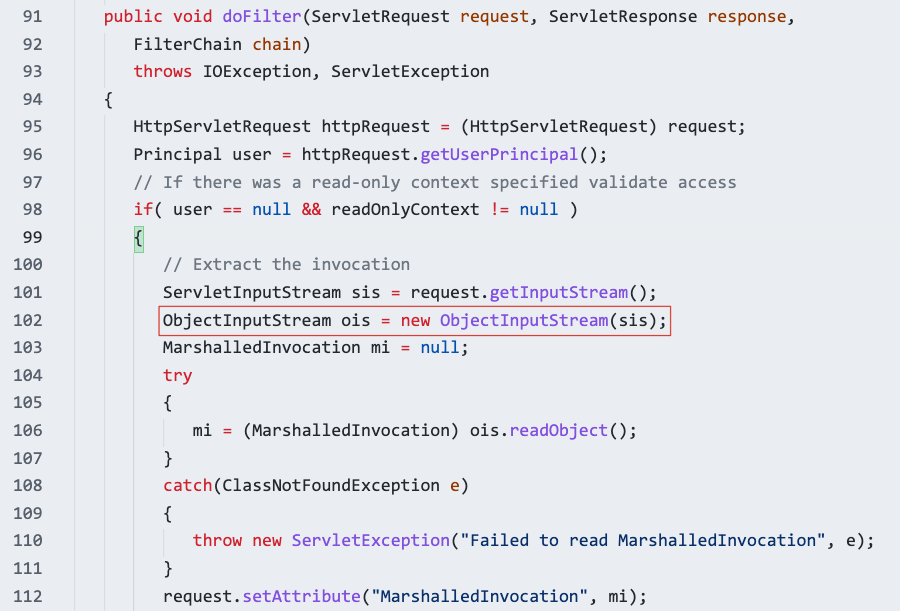 91 public void doFilter(ServletRequest request, ServletResponse response,
92 FilterChain chain)
93 throws IOException, ServletException
94 {
95 HttpServletRequest httpRequest = (HttpServletRequest) request;
96 Principal user = httpRequest.getUserPrincipal();
97 // If there was a read-only context specified validate access
98 if( user == null && readOnlyContext != null )
99 {
100 // Extract the invocation
101 ServletInputStream sis = request.getInputStream();
102 ObjectInputStream ois = new ObjectInputStream(sis);
103 MarshalledInvocation mi = null;
104 try
105 {
106 mi = (MarshalledInvocation) ois.readObject();
107 }
108 catch(ClassNotFoundException e)
109 {
110 throw new ServletException("Failed to read MarshalledInvocation", e);
111 }
112 request.setAttribute("MarshalledInvocation", mi);